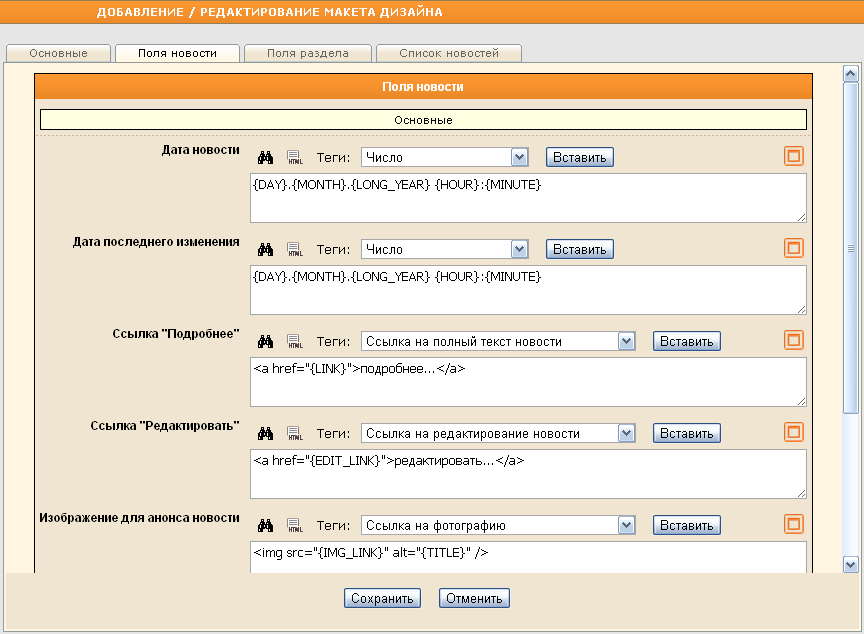 ДОБАВЛЕНИЕ / РЕДАКТИРОВАНИЕ МАКЕТА ДИЗАЙНА
Основные Поля новости Поля раздела Список новостей
Поля новости
Основные
Дата новости HTML Теги: Число Вставить
{DAY}.{MONTH}.{LONG_YEAR} {HOUR}:{MINUTE}
Дата последнего изменения HTML Теги: Число Вставить
{DAY}.{MONTH}.{LONG_YEAR} {HOUR}:{MINUTE}
Ссылка "Подробнее" HTML Теги: Ссылка на полный текст новости Вставить
<a href="{LINK}">подробнее...</a>
Ссылка "Редактировать" HTML Теги: Ссылка на редактирование новости Вставить
<a href="{EDIT_LINK}">редактировать...</a>
Изображение для анонса новости HTML Теги: Ссылка на фотографию Вставить
<img src="{IMG_LINK}" alt="{TITLE}" />
Сохранить Отменить